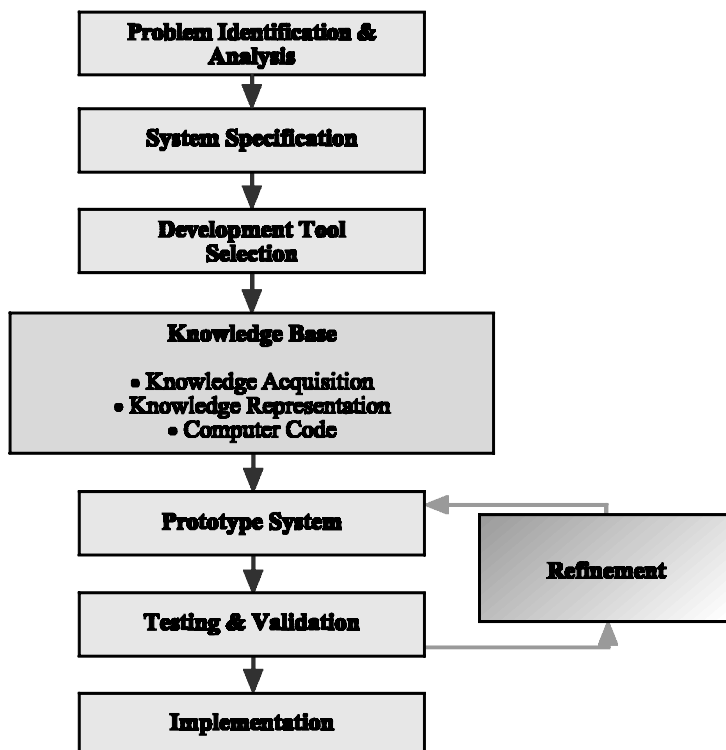 Problem Identification &
Analysis
System Specification
Development Tool
Selection
Knowledge Base
• Knowledge Acquisition
• Knowledge Representation
• Computer Code
Prototype System
Refinement
Testing & Validation
Implementation